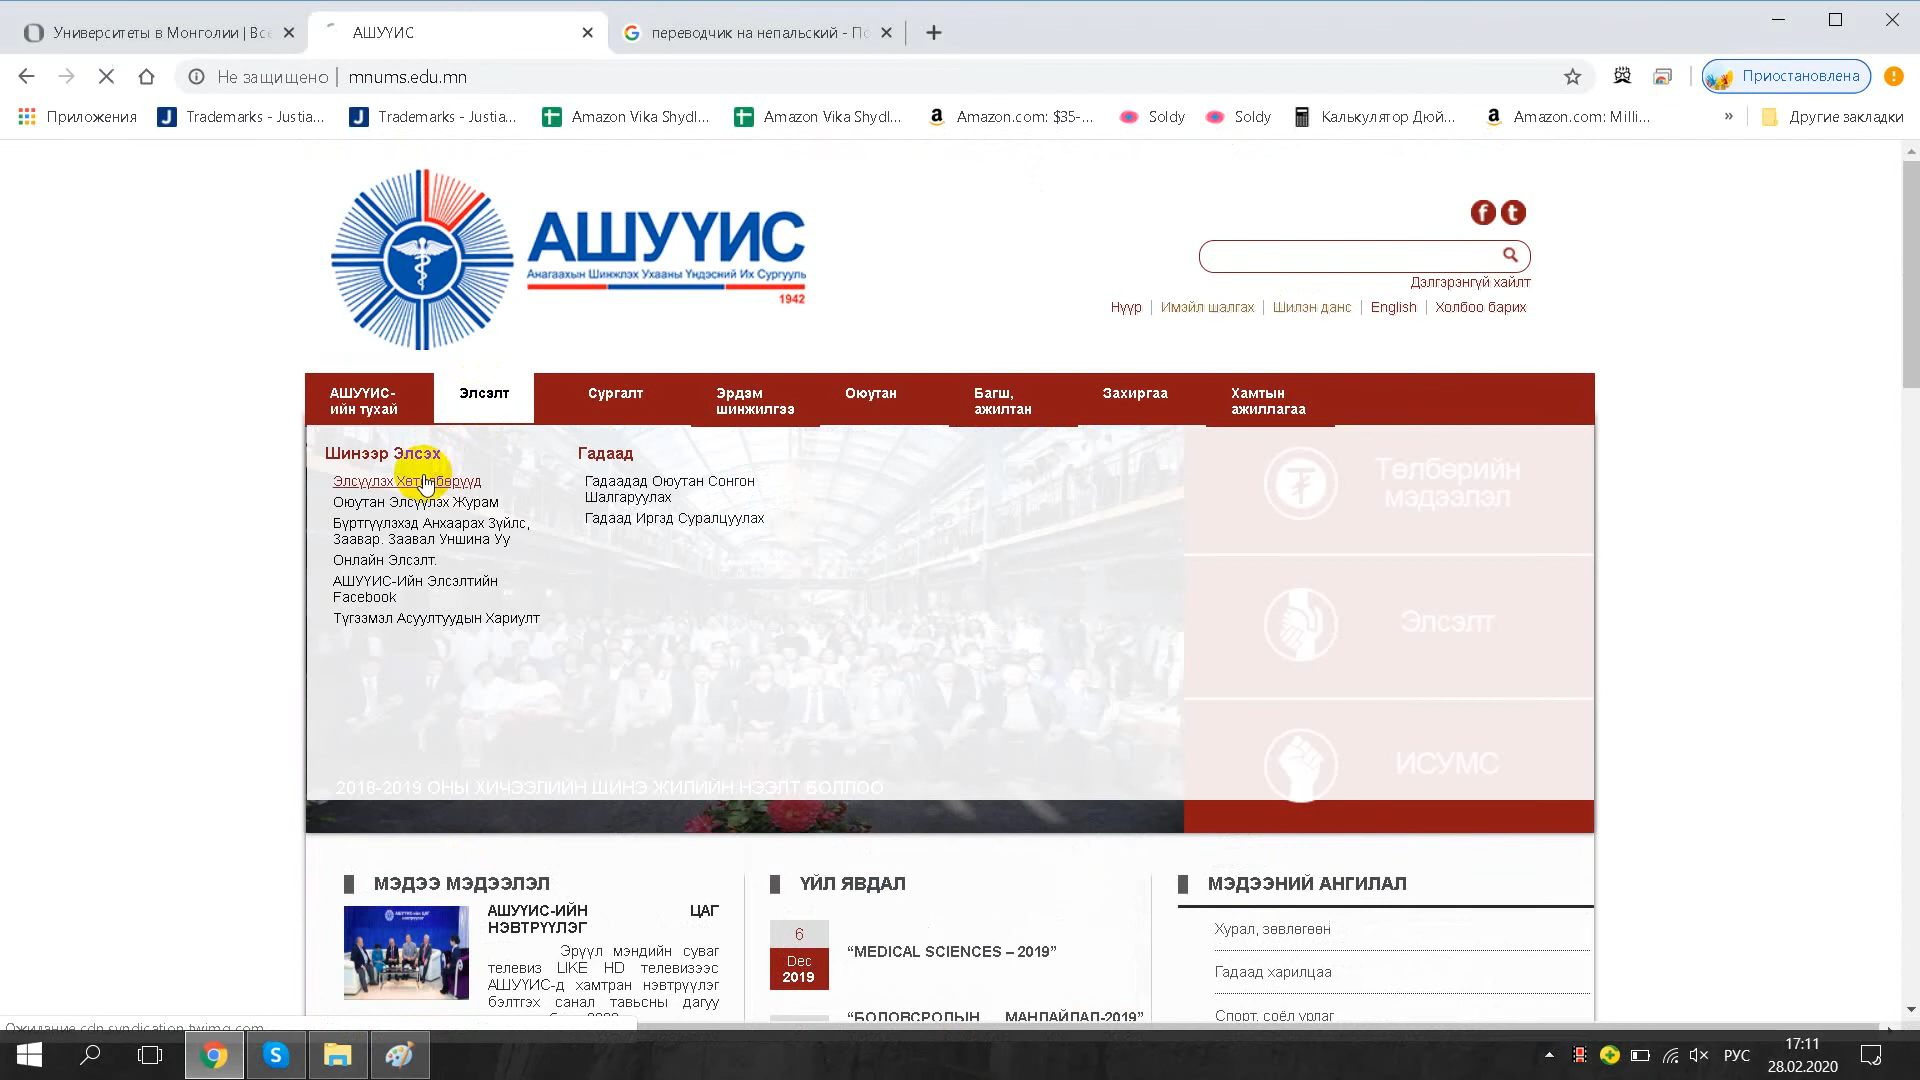 Университеты в Монголии | Всё
АШУҮИС
переводчик на непальский - По
Не защищено
mnums.edu.mn
Приостановлена
Приложения
Trademarks - Justia...
Trademarks - Justia...
Amazon Vika Shydl...
Amazon Vika Shydl...
Amazon.com: $35-...
Soldy
Soldy
Калькулятор Дюй...
Amazon.com: Milli...
»
Другие закладки
АШУҮИС
Анагаахын Шинжлэх Ухааны Үндэсний Их Сургууль
1942
Дэлгэрэнгүй хайлт
Нүүр | Имэйл шалгах | Шилэн данс | English | Холбоо барих
АШУҮИС-
ийн тухай
Элсэлт
Сургалт
Эрдэм
шинжилгээ
Оюутан
Багш,
ажилтан
Захиргаа
Хамтын
ажиллагаа
Шинээр Элсэх
Элсүүлэх Хөтөлбөрүүд
Оюутан Элсүүлэх Журам
Бүртгүүлэхэд Анхаарах Зүйлс,
Заавар. Заавал Уншина Уу
Онлайн Элсэлт.
АШУҮИС-Ийн Элсэлтийн
Facebook
Түгээмэл Асуултуудын Хариулт
Гадаад
Гадаадад Оюутан Сонгон
Шалгаруулах
Гадаад Иргэд Суралцуулах
Төлбөрийн
мэдээлэл
Элсэлт
ИСУМС
2018-2019 ОНЫ ХИЧЭЭЛИЙН ШИНЭ ЖИЛИЙН НЭЭЛТ БОЛЛОО
МЭДЭЭ МЭДЭЭЛЭЛ
АШУҮИС-ИЙН ЦАГ
НЭВТРҮҮЛЭГ
Эрүүл мэндийн суваг
телевиз LIKE HD телевизээс
АШУҮИС-д хамтран нэвтрүүлэг
бэлтгэх санал тавьсны дагуу
ҮЙЛ ЯВДАЛ
6
Dec
2019
“MEDICAL SCIENCES – 2019”
“БОЛОВСРОЛЫН МАНЛАЙЛАЛ-2019”
МЭДЭЭНИЙ АНГИЛАЛ
Хурал, зөвлөгөөн
Гадаад харилцаа
Спорт, соёл урлаг
Ожидание cdn.syndication.twimg.com...
РУС
17:11
28.02.2020